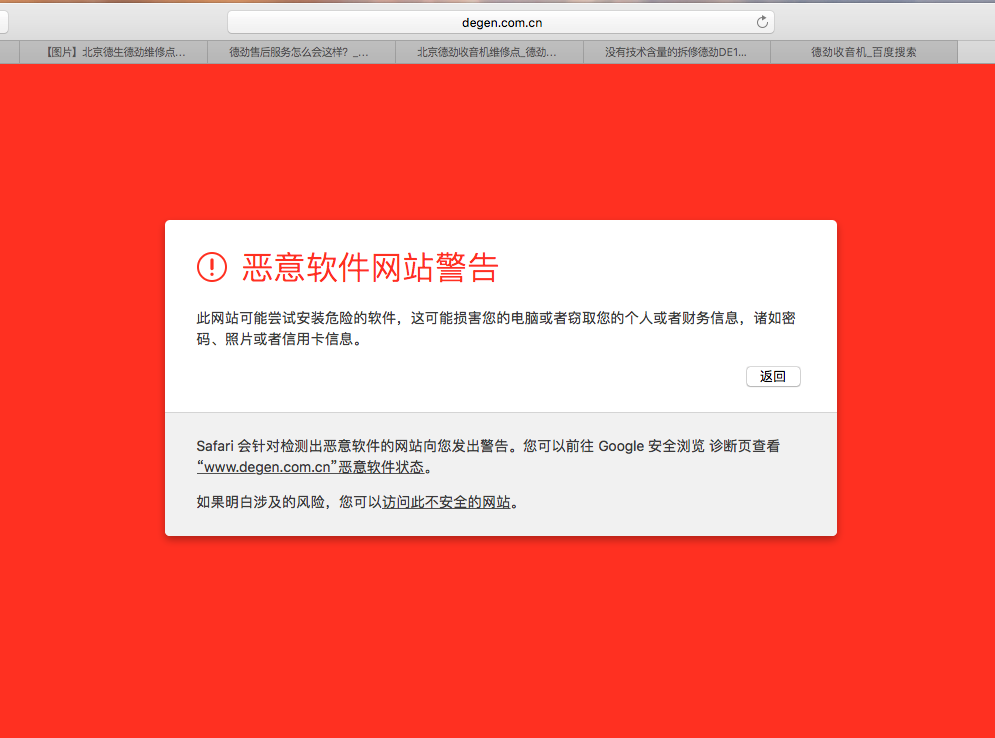 degen.com.cn
【图片】北京德生德劲维修点...
德劲售后服务怎么会这样？_...
北京德劲收音机维修点_德劲...
没有技术含量的拆修德劲DE1...
德劲收音机_百度搜索
恶意软件网站警告
此网站可能尝试安装危险的软件，这可能损害您的电脑或者窃取您的个人或者财务信息，诸如密
码、照片或者信用卡信息。
返回
Safari 会针对检测出恶意软件的网站向您发出警告。您可以前往 Google 安全浏览 诊断页查看
“www.degen.com.cn”恶意软件状态。
如果明白涉及的风险，您可以访问此不安全的网站。